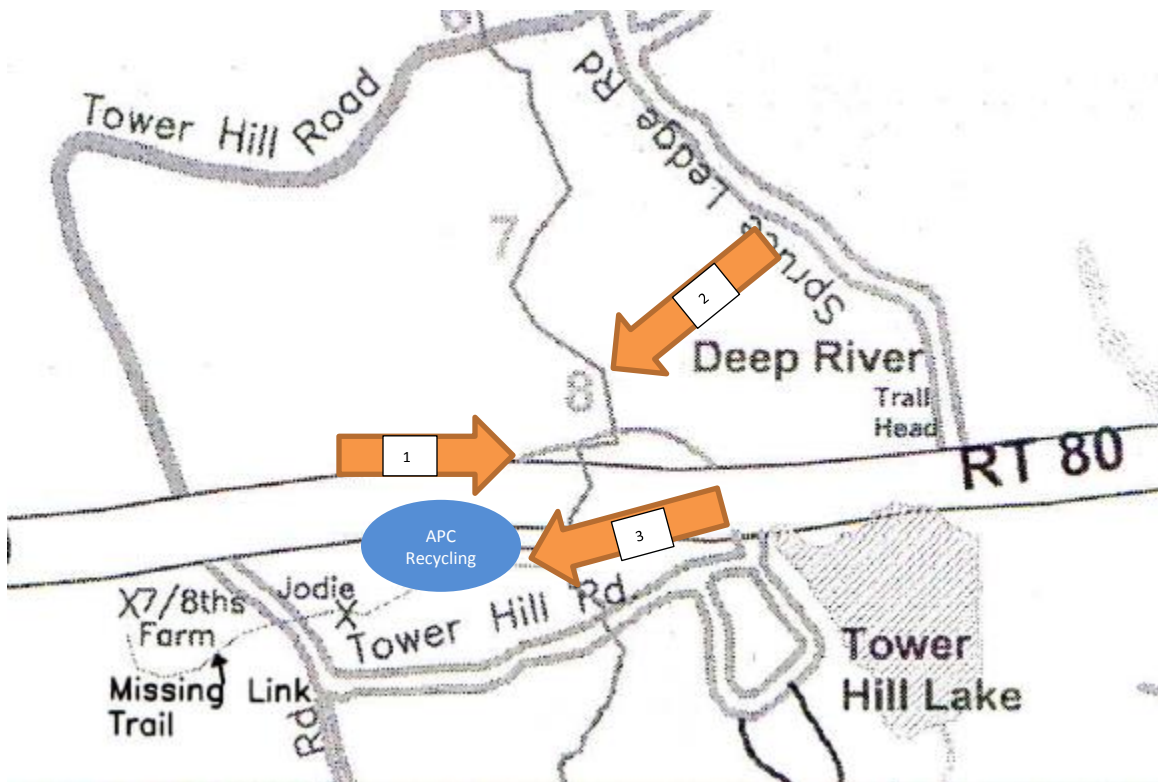 Tower Hill Road
Spruce Ledge Rd
7
2
Deep River
Trail
Head
8
1
RT 80
APC
Recycling
3
Jodie
X7/8ths
Farm
X
Tower Hill Rd
Missing Link
Trail
Rd
Tower
Hill Lake